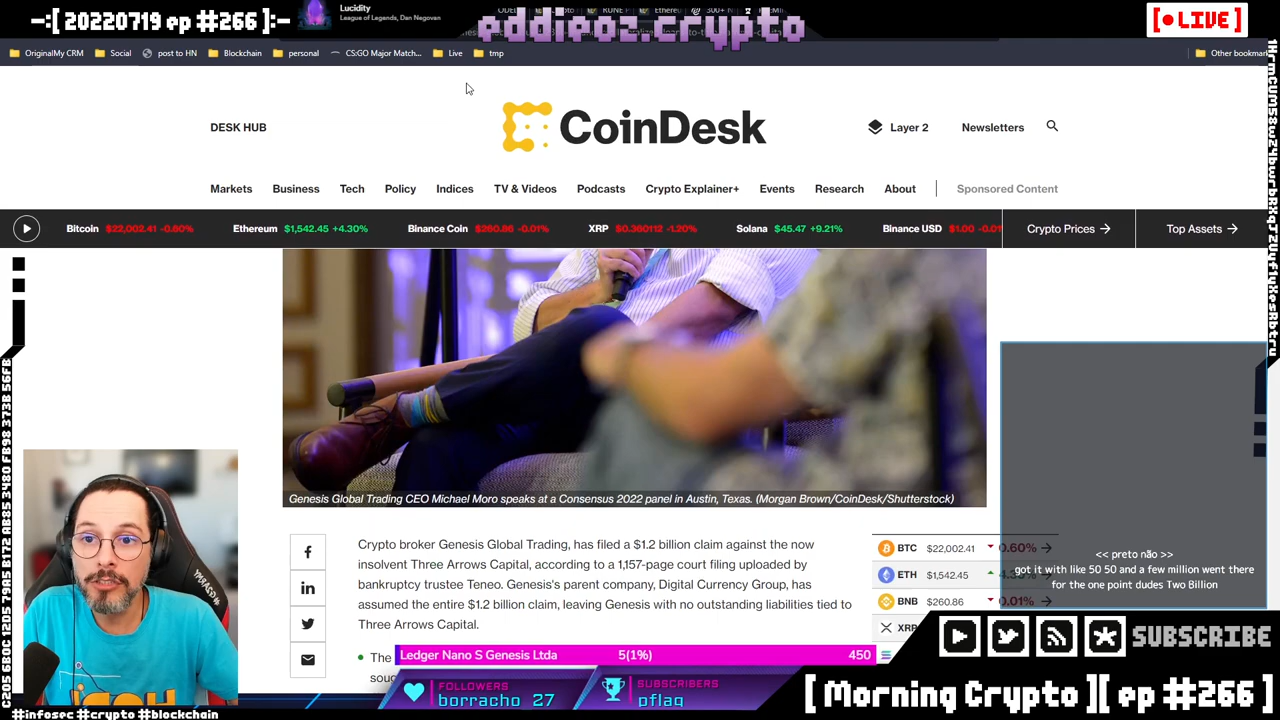 -:[ 20220719 ep #266 ]:-
Lucidity
League of Legends, Dan Negovan
eddieoz.crypto
[● LIVE]
OriginalMy CRM
Social
post to HN
Blockchain
personal
CS:GO Major Match...
Live
tmp
Other bookmar
DESK HUB
CoinDesk
Layer 2
Newsletters
Markets
Business
Tech
Policy
Indices
TV & Videos
Podcasts
Crypto Explainer+
Events
Research
About
Sponsored Content
Bitcoin $22,002.41 -0.60%
Ethereum $1,542.45 +4.30%
Binance Coin $260.86 -0.01%
XRP $0.360112 -1.20%
Solana $45.47 +9.21%
Binance USD $1.00 -0.01
Crypto Prices →
Top Assets →
Genesis Global Trading CEO Michael Moro speaks at a Consensus 2022 panel in Austin, Texas. (Morgan Brown/CoinDesk/Shutterstock)
Crypto broker Genesis Global Trading, has filed a $1.2 billion claim against the now
insolvent Three Arrows Capital, according to a 1,157-page court filing uploaded by
bankruptcy trustee Teneo. Genesis's parent company, Digital Currency Group, has
assumed the entire $1.2 billion claim, leaving Genesis with no outstanding liabilities tied to
Three Arrows Capital.
The
souc
BTC $22,002.41 0.60% →
ETH $1,542.45 4.30% →
BNB $260.86 0.01% →
XRP
<< preto não >>
got it with like 50 50 and a few million went there
for the one point dudes Two Billion
Ledger Nano S Genesis Ltda 5(1%) 450
FOLLOWERS
borracho_27
SUBSCRIBERS
pflag
SUBSCRIBE
[ Morning Crypto ][ ep #266 ]
#infosec #crypto #blockchain